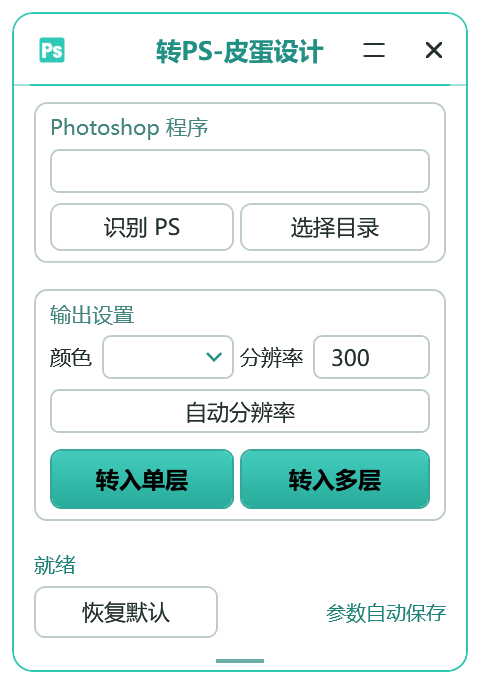 Ps
转PS-皮蛋设计
Photoshop 程序
识别 PS
选择目录
输出设置
颜色
分辨率
300
自动分辨率
转入单层
转入多层
就绪
恢复默认
参数自动保存